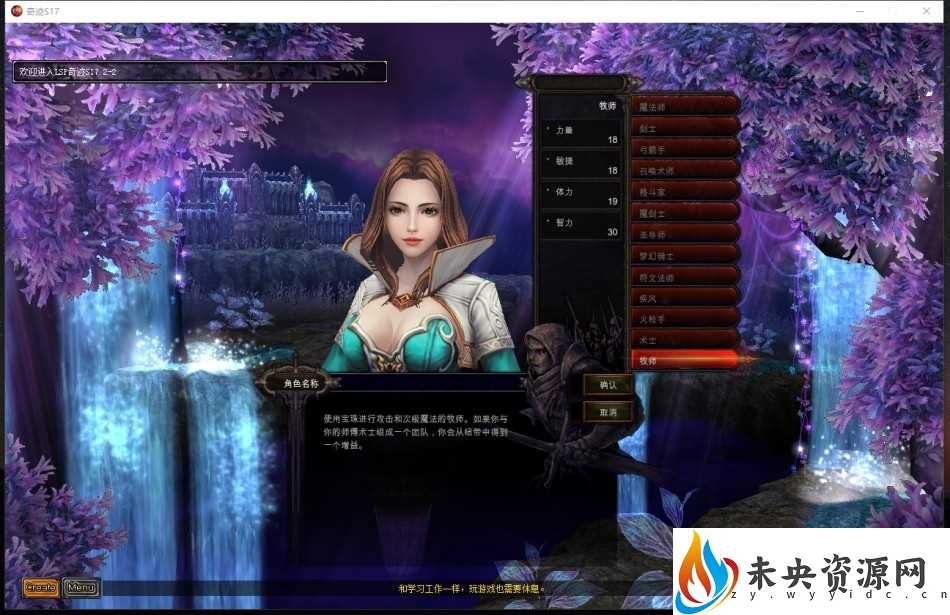 奇迹S17
欢迎进入LSP奇迹S17.2-2
牧师
力量
18
敏捷
18
体力
19
智力
30
魔法师
剑士
弓箭手
召唤术师
格斗家
魔剑士
圣导师
梦幻骑士
符文法师
疾风
火枪手
术士
牧师
确认
取消
角色名称
使用宝珠进行攻击和次级魔法的牧师。如果你与
你的师傅术士组成一个团队，你会从纽带中得到
一个增益。
Create
Menu
和学习工作一样，玩游戏也需要休息。
未央资源网
zywyidc.cn